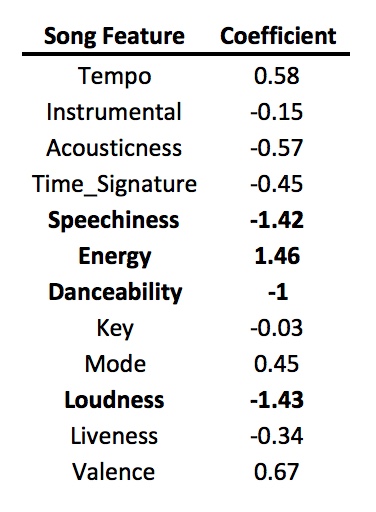 Song Feature Coefficient
Tempo 0.58
Instrumental -0.15
Acousticness -0.57
Time_Signature -0.45
Speechiness -1.42
Energy 1.46
Danceability -1
Key -0.03
Mode 0.45
Loudness -1.43
Liveness -0.34
Valence 0.67